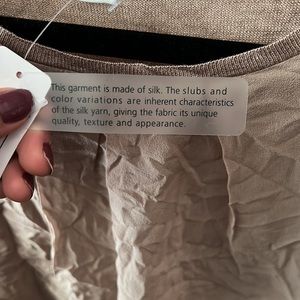 This garment is made of silk. The slubs and
color variations are inherent characteristics
of the silk yarn, giving the fabric its unique
quality, texture and appearance.